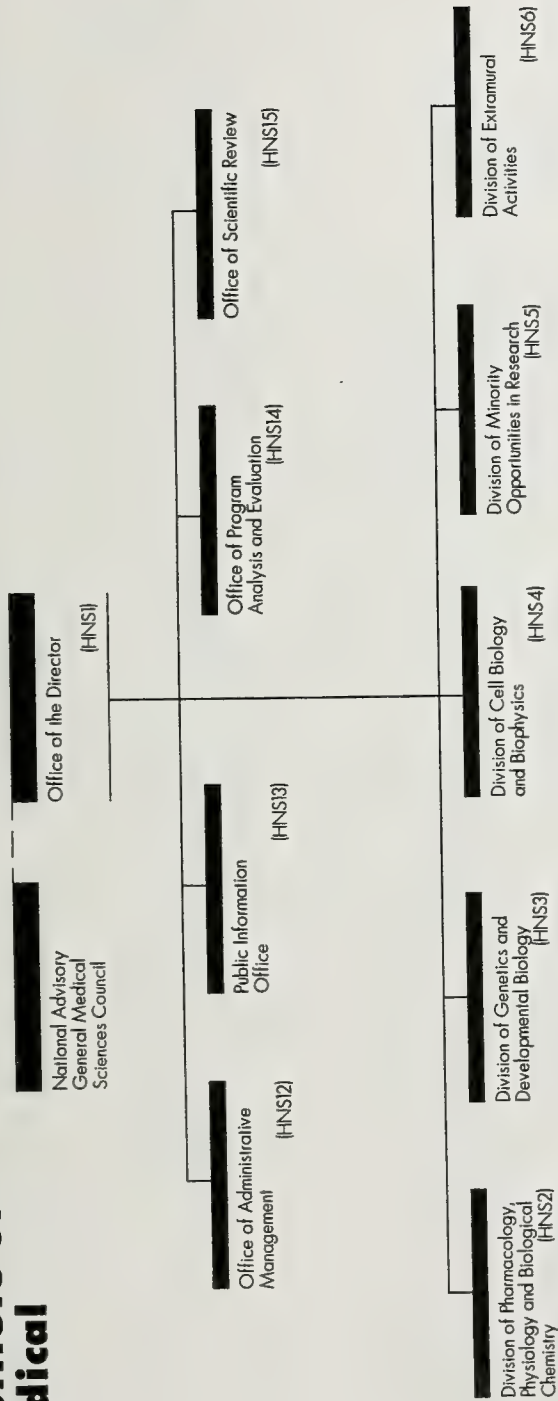 dical
National Advisory
General Medical
Sciences Council
Office of the Director
(HNS1)
Office of Administrative
Management
(HNS12)
Public Information
Office
(HNS13)
Office of Program
Analysis and Evaluation
(HNS14)
Office of Scientific Review
(HNS15)
Division of Pharmacology,
Physiology and Biological
Chemistry
(HNS2)
Division of Genetics and
Developmental Biology
(HNS3)
Division of Cell Biology
and Biophysics
(HNS4)
Division of Minority
Opportunities in Research
(HNS5)
Division of Extramural
Activities
(HNS6)